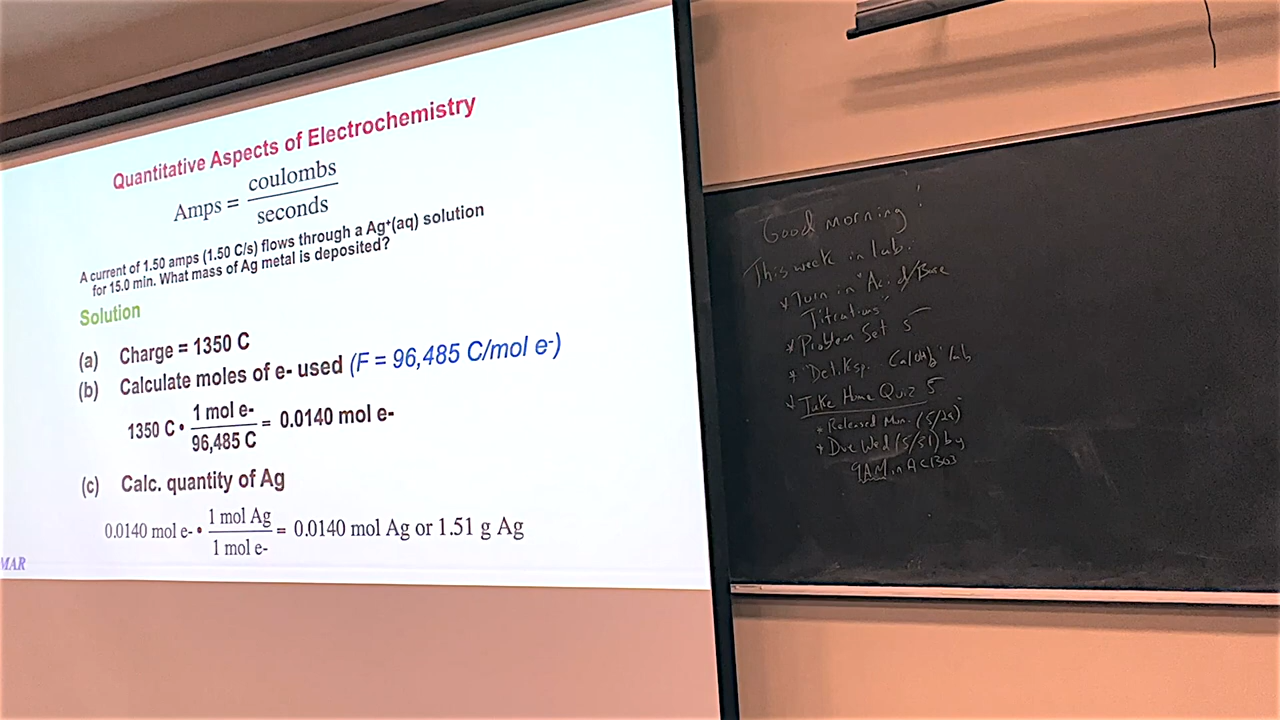 Quantitative Aspects of Electrochemistry
Amps = coulombs / seconds
A current of 1.50 amps (1.50 C/s) flows through a Ag⁺(aq) solution
for 15.0 min. What mass of Ag metal is deposited?
Solution
(a) Charge = 1350 C
(b) Calculate moles of e- used (F = 96,485 C/mol e-)
1350 C • 1 mol e- / 96,485 C = 0.0140 mol e-
(c) Calc. quantity of Ag
0.0140 mol e- • 1 mol Ag / 1 mol e- = 0.0140 mol Ag or 1.51 g Ag
MAR
Good morning!
This week in lab:
* Turn in "Acid/Base
Titrations"
* Problem Set 5
* "Det. Ksp Ca(OH)₂" lab
* Take Home Quiz 5
* Released Mon. (5/29)
* Due Wed (5/31) by
9AM in AC1303